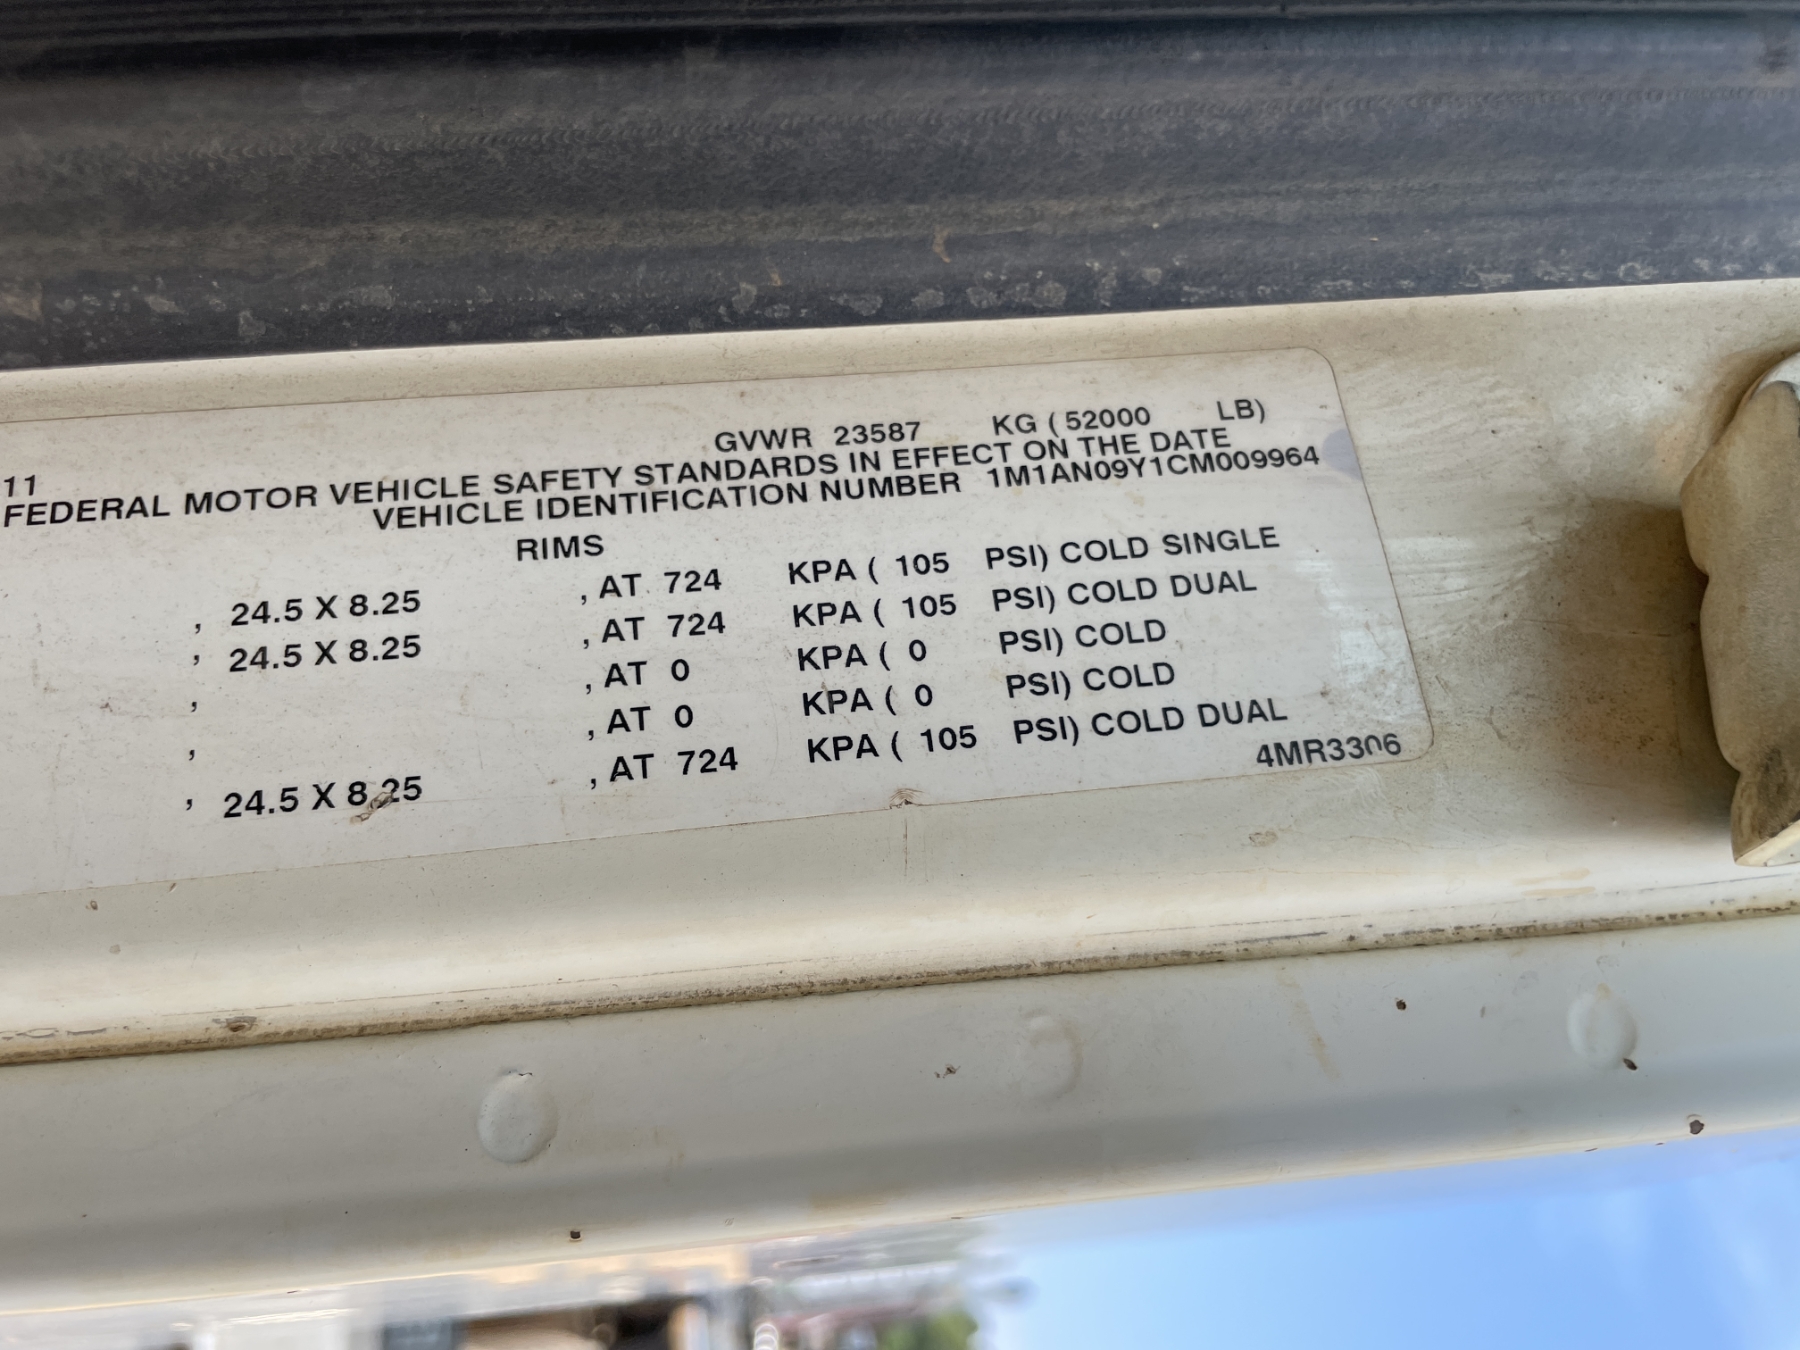 GVWR 23587 KG ( 52000 LB)
11
FEDERAL MOTOR VEHICLE SAFETY STANDARDS IN EFFECT ON THE DATE
VEHICLE IDENTIFICATION NUMBER 1M1AN09Y1CM009964
RIMS
, 24.5 X 8.25 , AT 724 KPA ( 105 PSI) COLD SINGLE
, 24.5 X 8.25 , AT 724 KPA ( 105 PSI) COLD DUAL
, , AT 0 KPA ( 0 PSI) COLD
, , AT 0 KPA ( 0 PSI) COLD
, 24.5 X 8.25 , AT 724 KPA ( 105 PSI) COLD DUAL
4MR3306